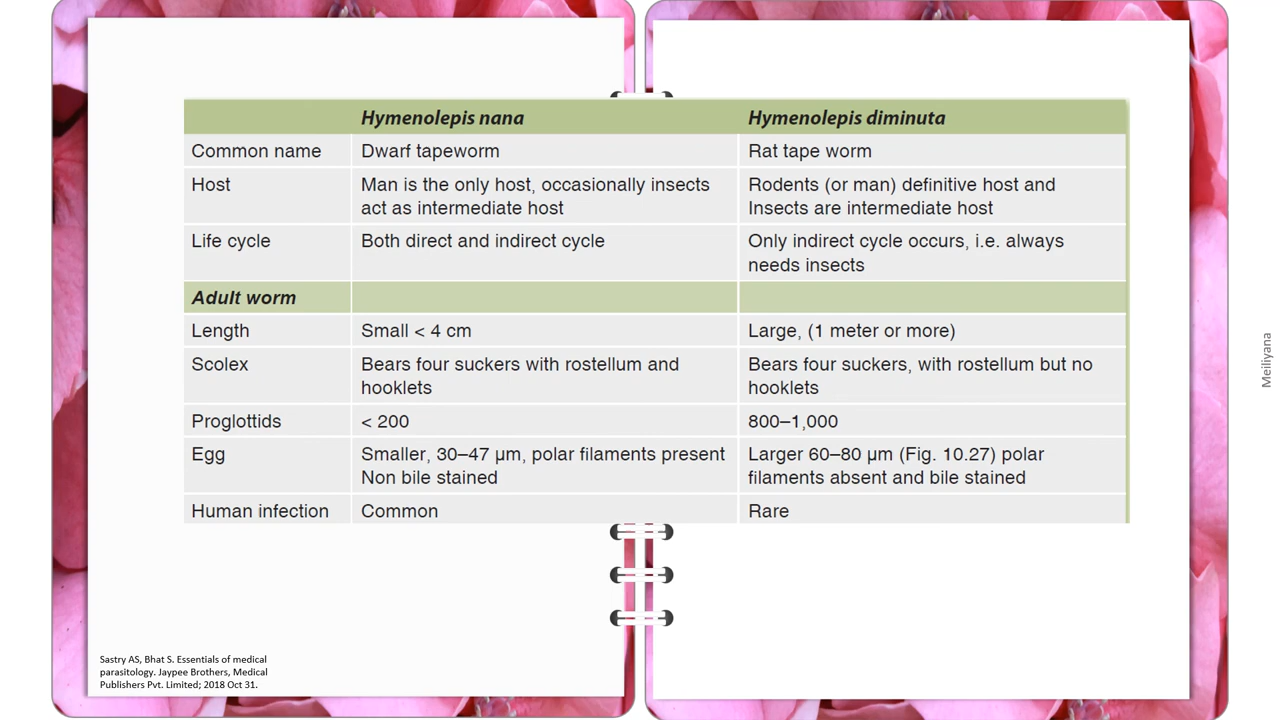 Hymenolepis nana Hymenolepis diminuta
Common name Dwarf tapeworm Rat tape worm
Host Man is the only host, occasionally insects Rodents (or man) definitive host and
act as intermediate host Insects are intermediate host
Life cycle Both direct and indirect cycle Only indirect cycle occurs, i.e. always
needs insects
Adult worm
Length Small < 4 cm Large, (1 meter or more)
Scolex Bears four suckers with rostellum and Bears four suckers, with rostellum but no
hooklets hooklets
Proglottids < 200 800–1,000
Egg Smaller, 30–47 µm, polar filaments present Larger 60–80 µm (Fig. 10.27) polar
Non bile stained filaments absent and bile stained
Human infection Common Rare
Sastry AS, Bhat S. Essentials of medical
parasitology. Jaypee Brothers, Medical
Publishers Pvt. Limited; 2018 Oct 31.
Meiliyana